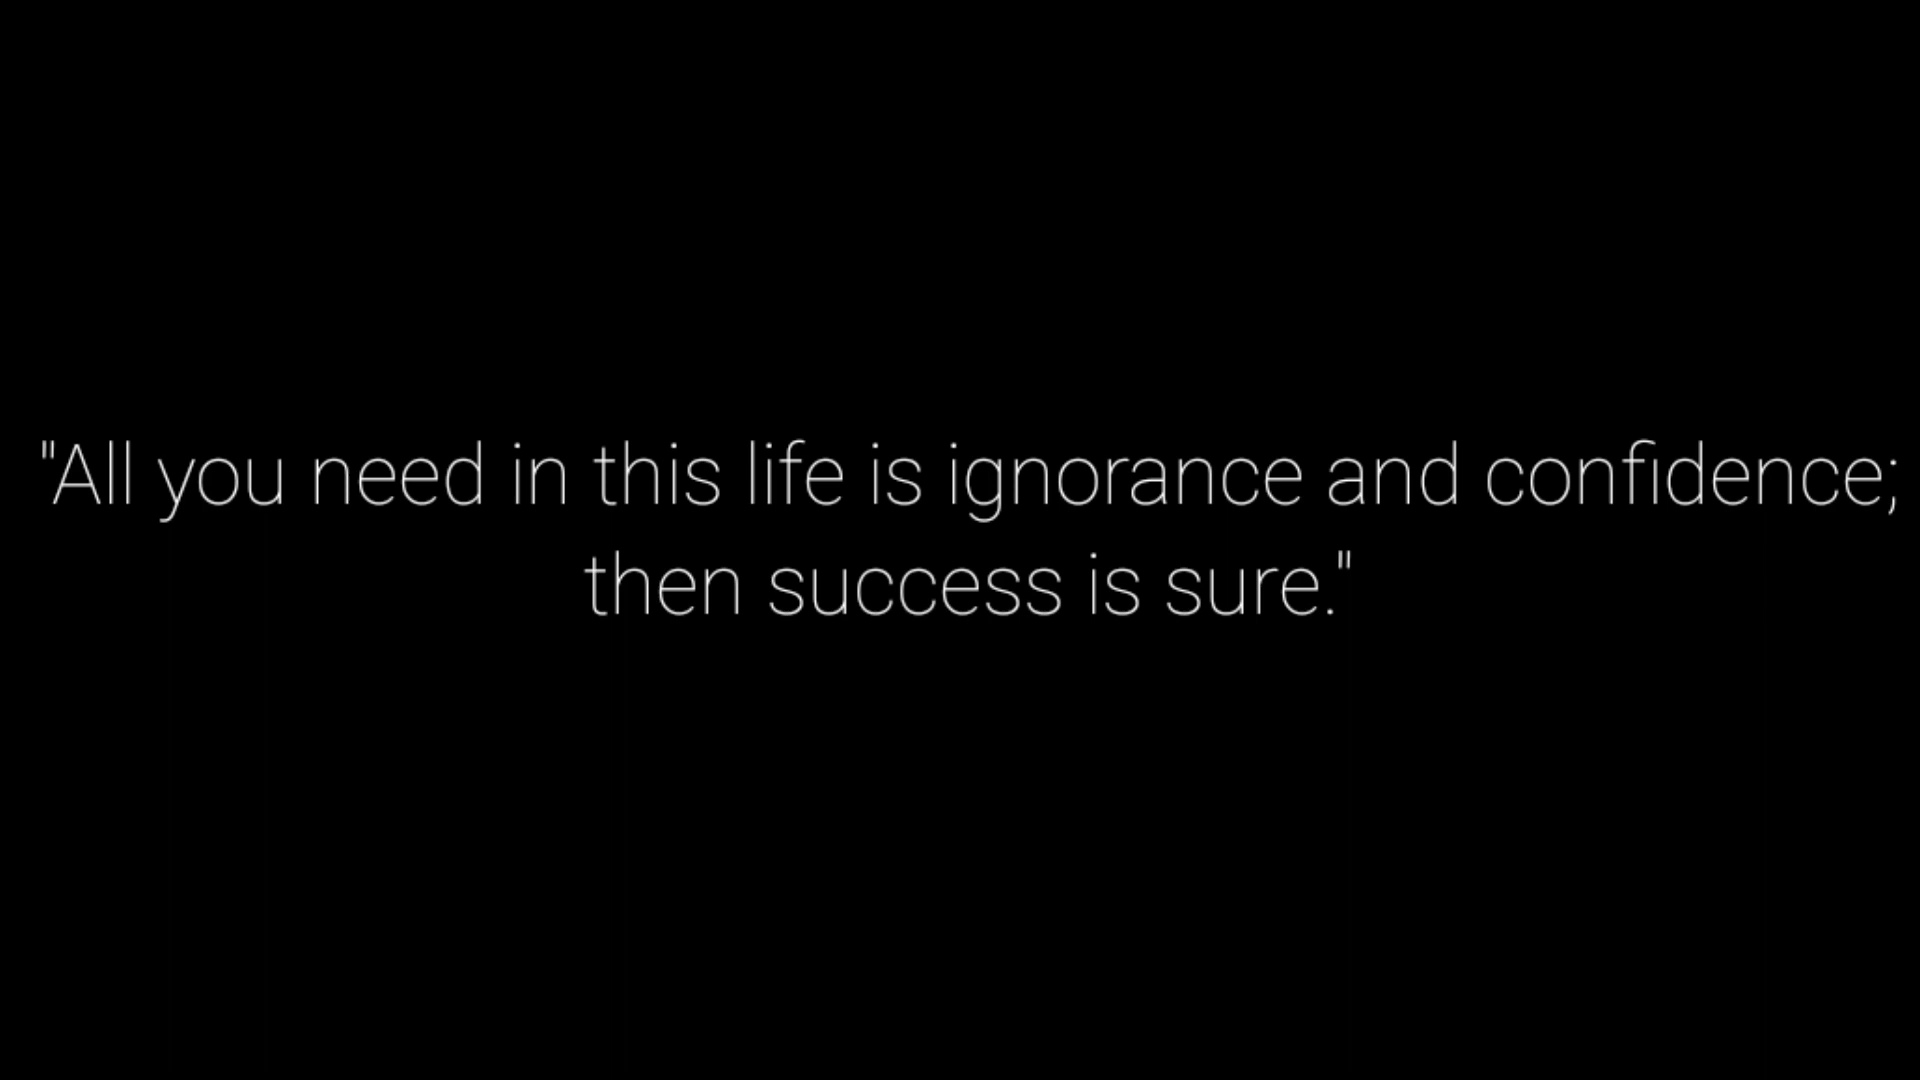 "All you need in this life is ignorance and confidence;
then success is sure."